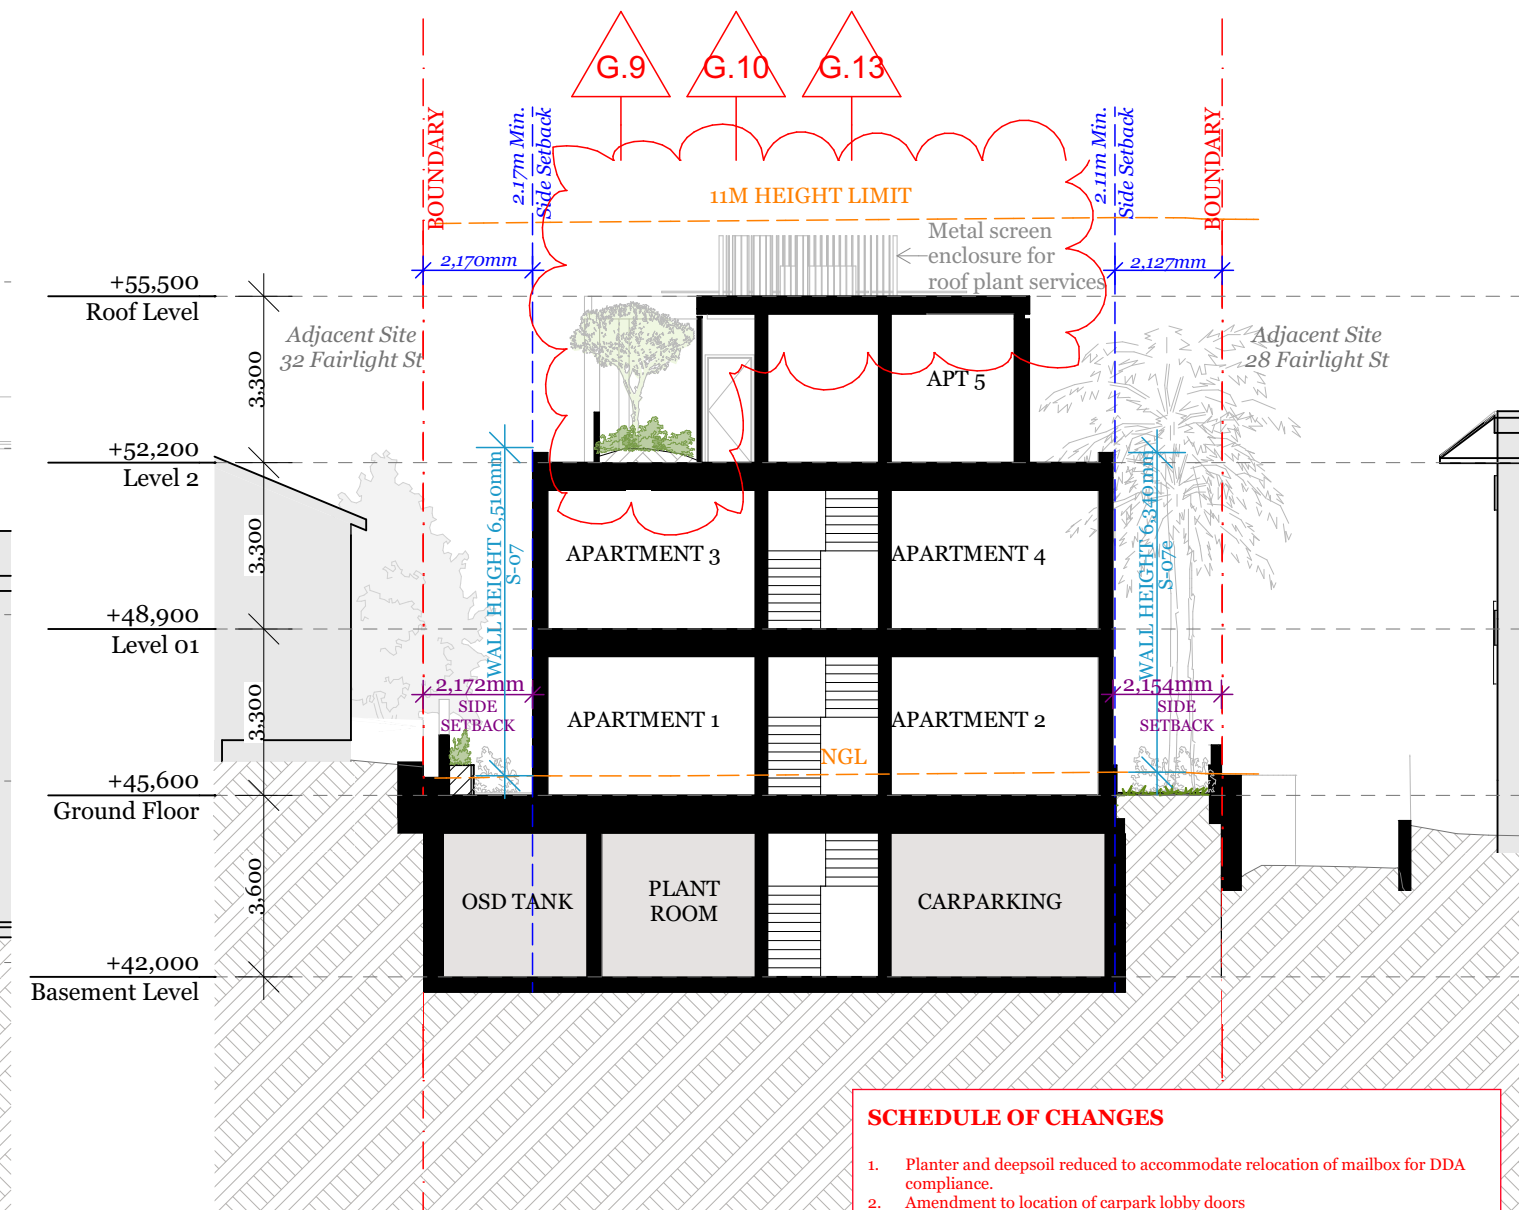 G.9
G.10
G.13
BOUNDARY
2.17m Min.
Side Setback
2.11m Min.
Side Setback
BOUNDARY
11M HEIGHT LIMIT
Metal screen
enclosure for
roof plant services
2,170mm
2,127mm
+55,500
Roof Level
Adjacent Site
32 Fairlight St
Adjacent Site
28 Fairlight St
3,300
APT 5
+52,200
Level 2
WALL HEIGHT 6,510mm
S-07
WALL HEIGHT 6,340mm
S-07e
3,300
APARTMENT 3
APARTMENT 4
+48,900
Level 01
2,172mm
SIDE
SETBACK
2,154mm
SIDE
SETBACK
3,300
APARTMENT 1
APARTMENT 2
NGL
+45,600
Ground Floor
3,600
OSD TANK
PLANT
ROOM
CARPARKING
+42,000
Basement Level
SCHEDULE OF CHANGES
1. Planter and deepsoil reduced to accommodate relocation of mailbox for DDA
compliance.
2. Amendment to location of carpark lobby doors